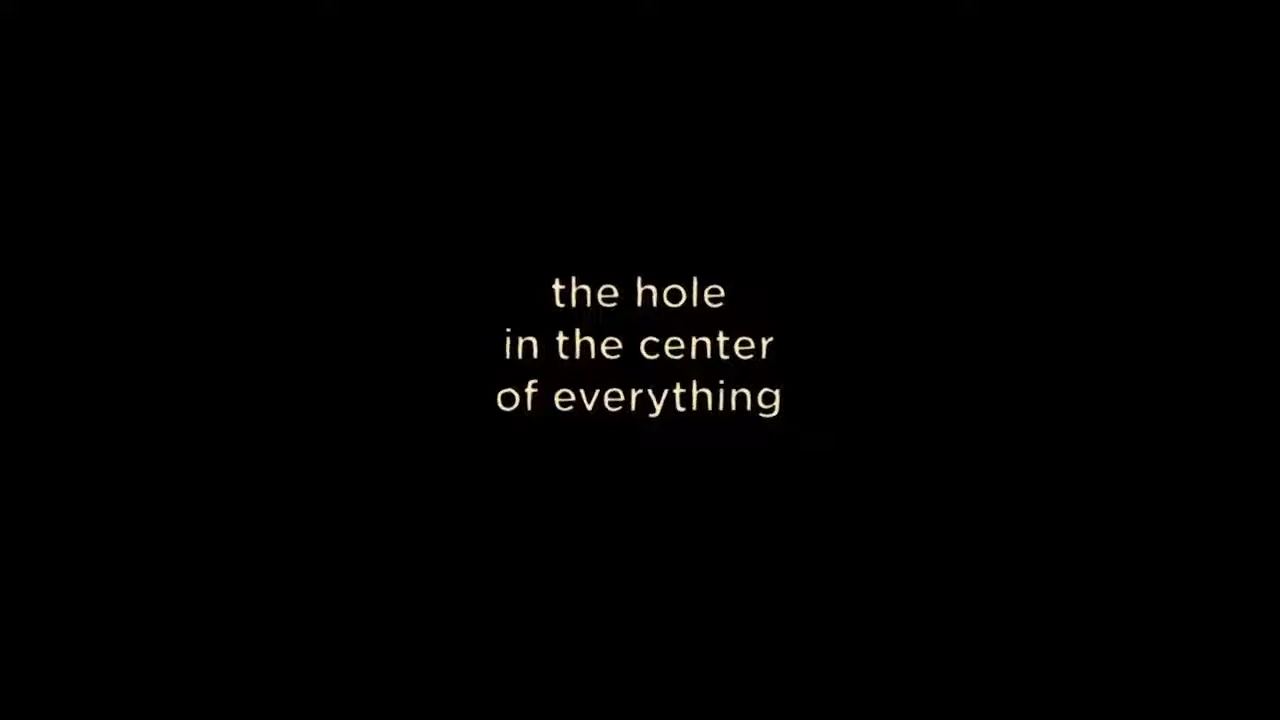 the hole
in the center
of everything